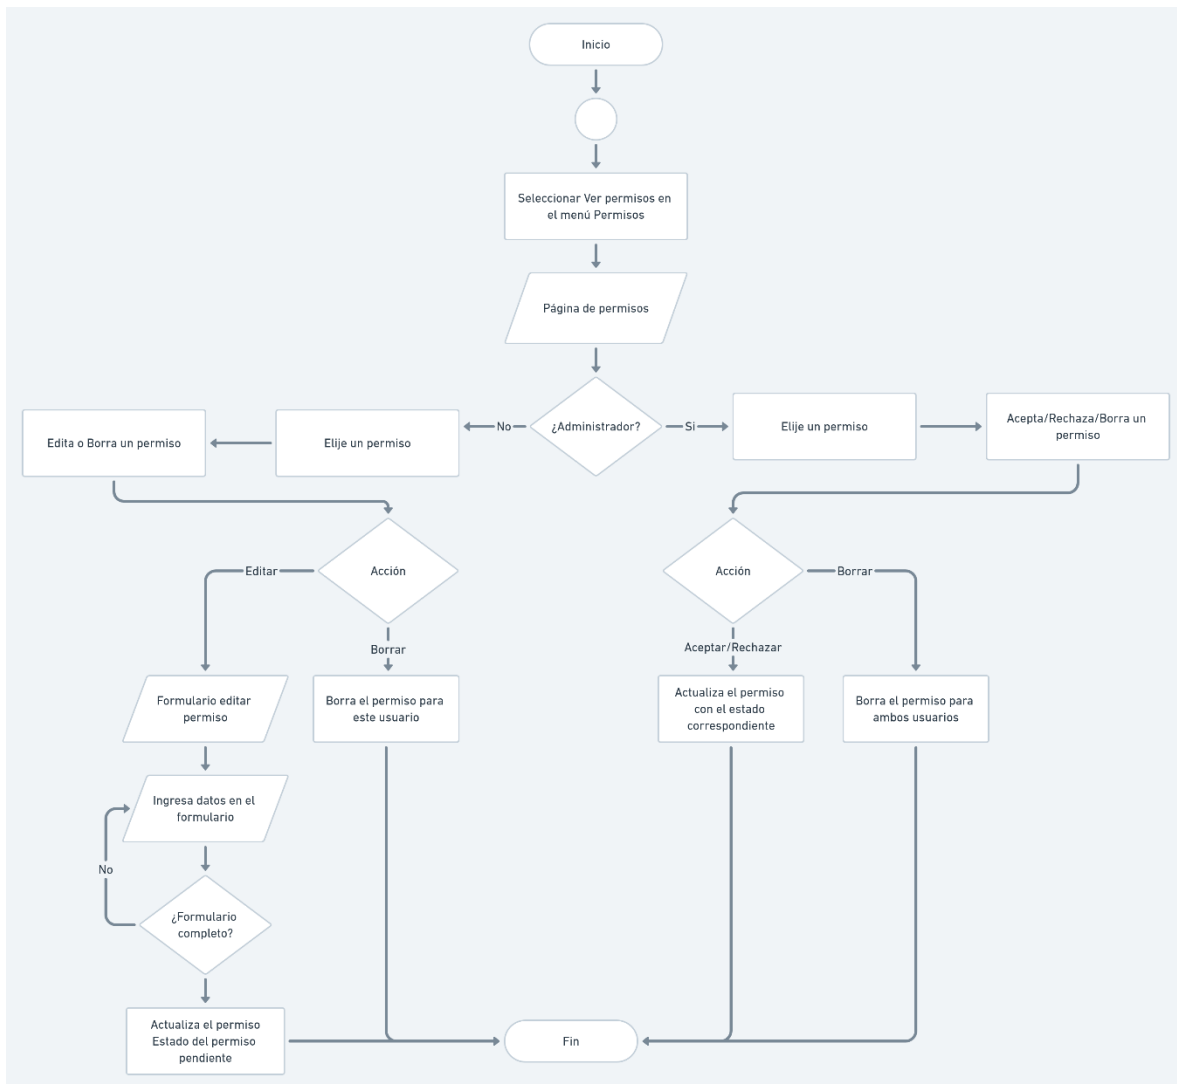 Inicio
Seleccionar Ver permisos en
el menú Permisos
Página de permisos
¿Administrador?
No
Si
Elije un permiso
Edita o Borra un permiso
Elije un permiso
Acepta/Rechaza/Borra un
permiso
Acción
Editar
Borrar
Acción
Borrar
Aceptar/Rechazar
Formulario editar
permiso
Borra el permiso para
este usuario
Actualiza el permiso
con el estado
correspondiente
Borra el permiso para
ambos usuarios
Ingresa datos en el
formulario
No
¿Formulario
completo?
Actualiza el permiso
Estado del permiso
pendiente
Fin